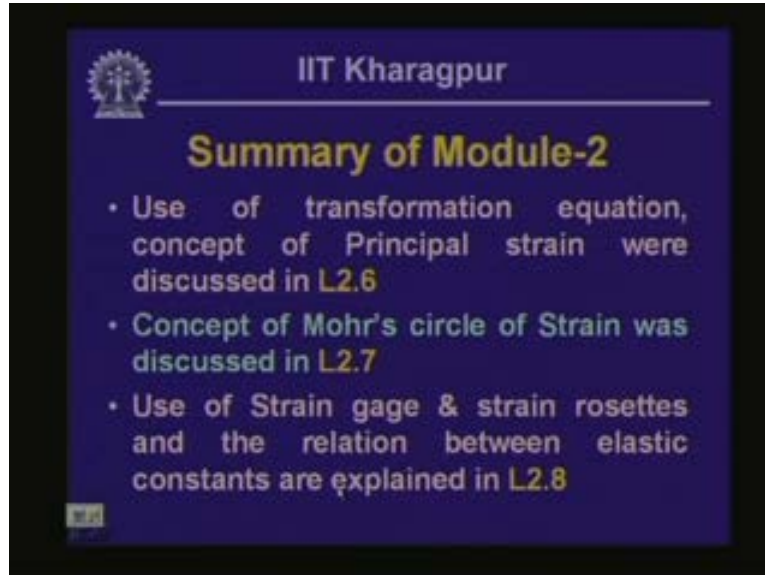 IIT Kharagpur
Summary of Module-2
• Use of transformation equation,
concept of Principal strain were
discussed in L2.6
• Concept of Mohr's circle of Strain was
discussed in L2.7
• Use of Strain gage & strain rosettes
and the relation between elastic
constants are explained in L2.8